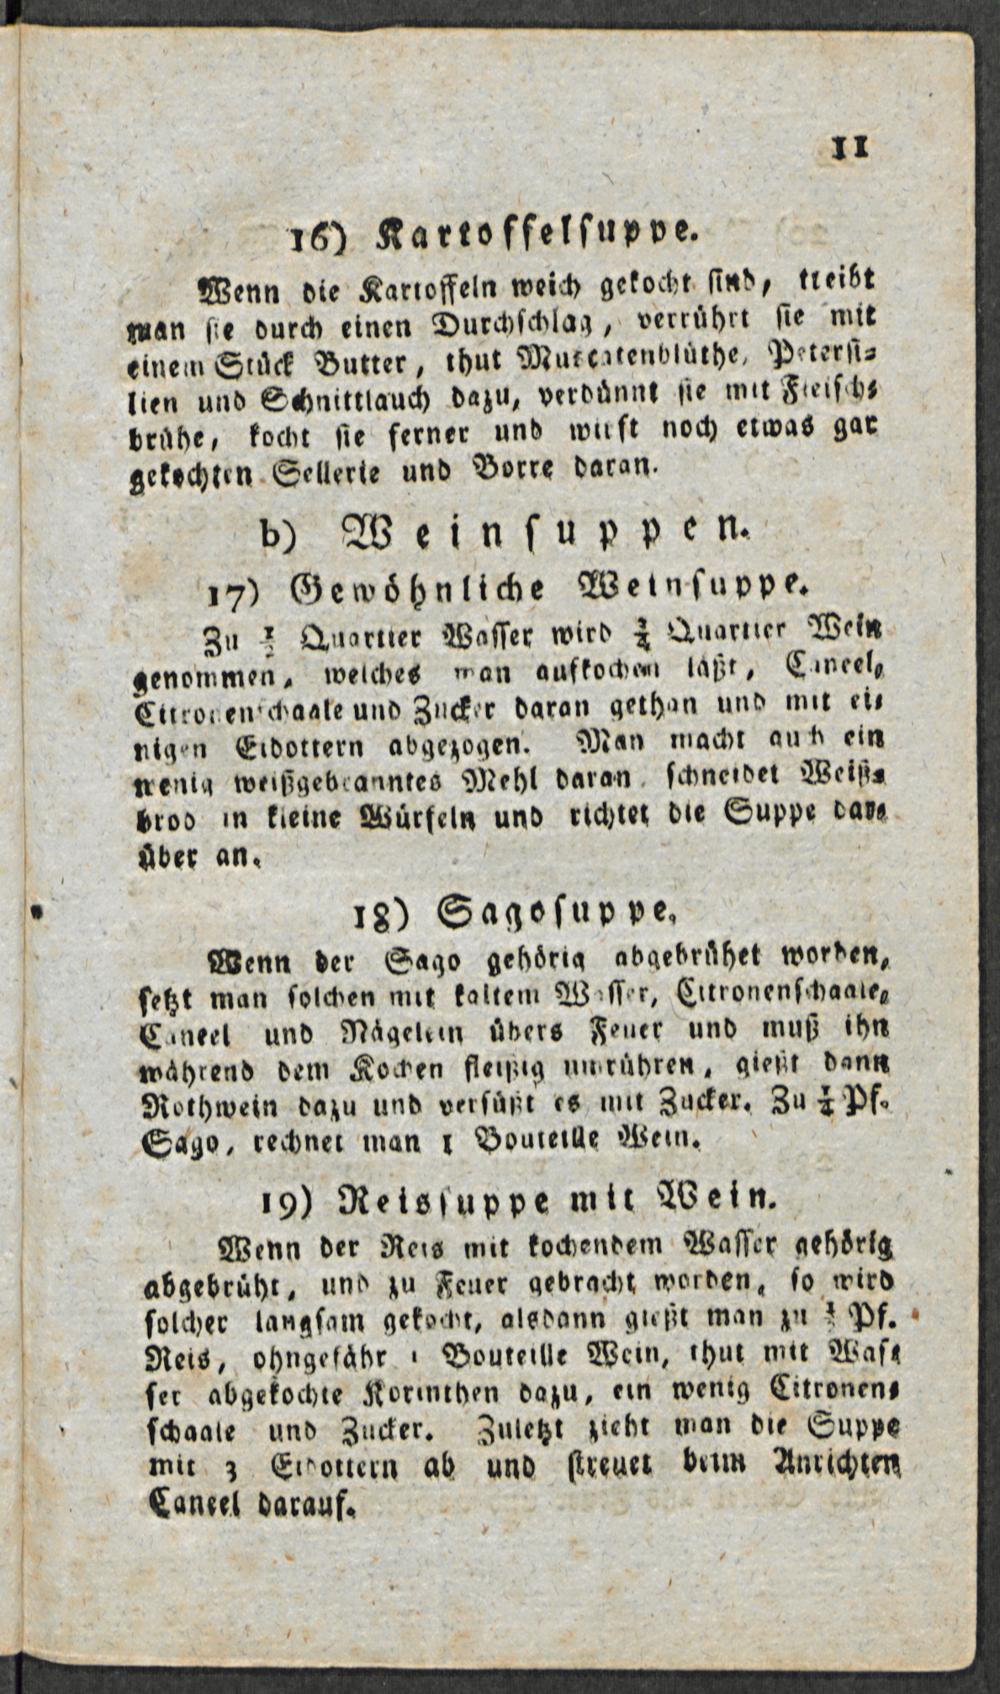 11
16) Kartoffelsuppe.
Wenn die Kartoffeln weich gekocht sind, treibt
man sie durch einen Durchschlag, verrührt sie mit
einem Stück Butter, thut Muscatenblüthe, Petersi-
lien und Schnittlauch dazu, verdünnt sie mit Fleisch-
brühe, kocht sie ferner und wirft noch etwas gar
gekochten Sellerie und Borre daran.
b) Weinsuppen.
17) Gewöhnliche Weinsuppe.
Zu Quartier Wasser wird Quartier Wein
genommen, welches man aufkochen läßt, Caneel,
Citronenschaale und Zucker daran gethan und mit ei-
nigen Eidottern abgezogen. Man macht auch ein
wenig weißgebranntes Mehl daran, schneidet Weiß-
brod in kleine Würfeln und richtet die Suppe dar-
über an.
18) Sagosuppe.
Wenn der Sago gehörig abgebrühet worden,
setzt man solchen mit kaltem Wasser, Citronenschaale,
Caneel und Nägelein übers Feuer und muß ihn
während dem Kochen fleißig umrühren, gießt dann
Rothwein dazu und versüßt es mit Zucker. Zu Pf.
Sago, rechnet man 1 Bouteille Wein.
19) Reissuppe mit Wein.
Wenn der Reis mit kochendem Wasser gehörig
abgebrüht, und zu Feuer gebracht worden, so wird
solcher langsam gekocht, alsdann gießt man zu Pf.
Reis, ohngefähr 1 Bouteille Wein, thut mit Was-
ser abgekochte Korinthen dazu, ein wenig Citronen-
schaale und Zucker. Zuletzt zieht man die Suppe
mit 3 Eidottern ab und streuet beim Anrichten
Caneel darauf.